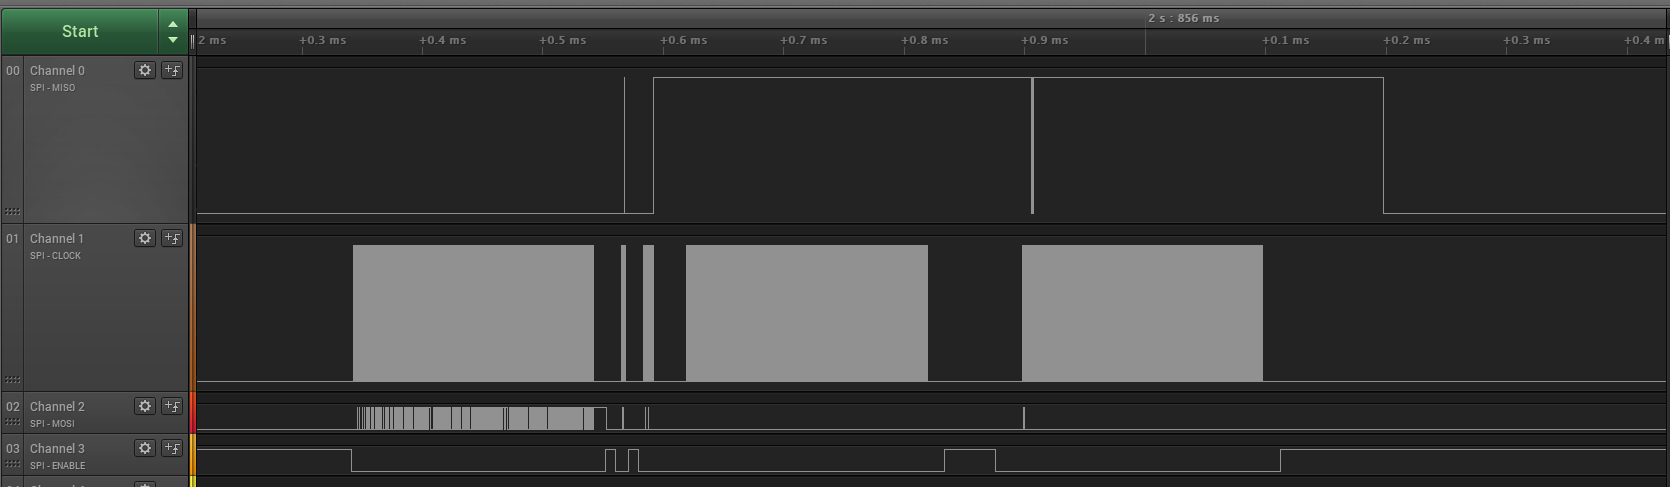 Start
2 s : 856 ms
2 ms +0.3 ms +0.4 ms +0.5 ms +0.6 ms +0.7 ms +0.8 ms +0.9 ms +0.1 ms +0.2 ms +0.3 ms +0.4 m
00 Channel 0
SPI - MISO
01 Channel 1
SPI - CLOCK
02 Channel 2
SPI - MOSI
03 Channel 3
SPI - ENABLE